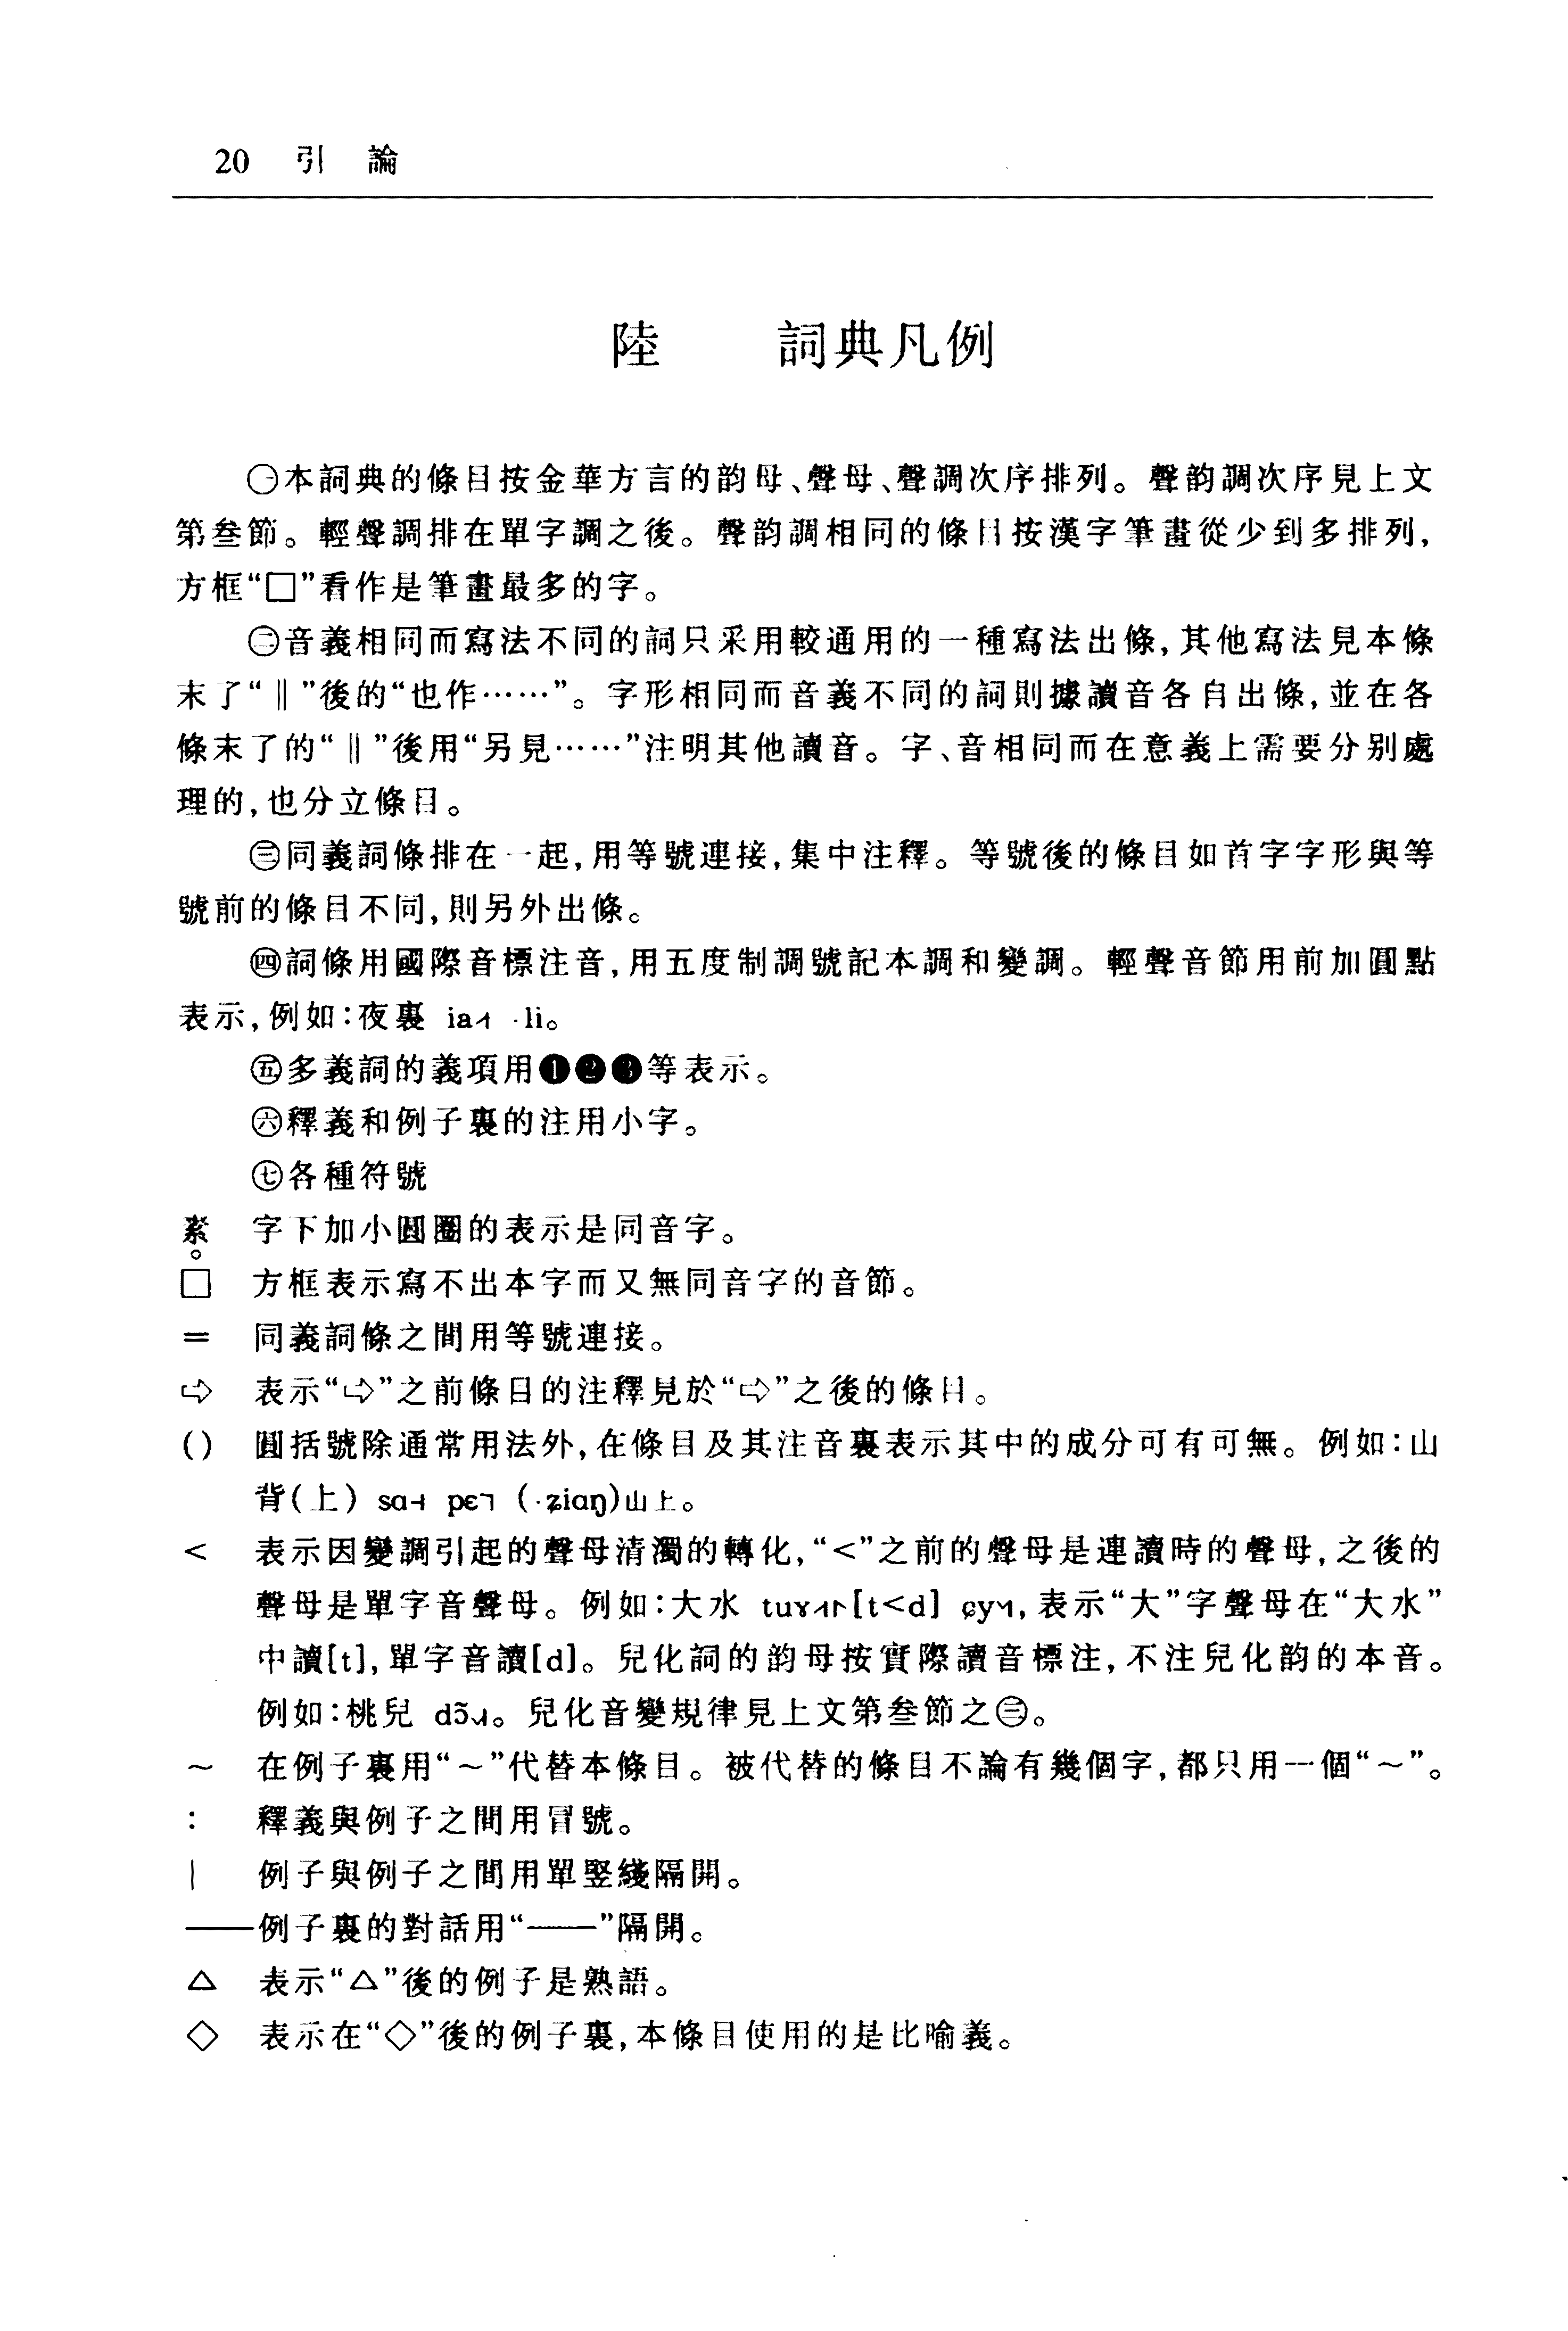 20 引 論
陸 詞典凡例
㊀本詞典的條目按金華方言的韵母、聲母、聲調次序排列。聲韵調次序見上文
第叁節。輕聲調排在單字調之後。聲韵調相同的條目按漢字筆畫從少到多排列,
方框“□”看作是筆畫最多的字。
㊁音義相同而寫法不同的詞只采用較通用的一種寫法出條,其他寫法見本條
末了“‖”後的“也作……”。字形相同而音義不同的詞則據讀音各自出條,並在各
條末了的“‖”後用“另見……”注明其他讀音。字、音相同而在意義上需要分别處
理的,也分立條目。
㊂同義詞條排在一起,用等號連接,集中注釋。等號後的條目如首字字形與等
號前的條目不同,則另外出條。
㊃詞條用國際音標注音,用五度制調號記本調和變調。輕聲音節用前加圓點
表示,例如:夜裏 ia ·li。
㊄多義詞的義項用❶❷❸等表示。
㊅釋義和例子裏的注用小字。
㊆各種符號
素 字下加小圓圈的表示是同音字。
□ 方框表示寫不出本字而又無同音字的音節。
= 同義詞條之間用等號連接。
⇨ 表示“⇨”之前條目的注釋見於“⇨”之後的條目。
() 圓括號除通常用法外,在條目及其注音裏表示其中的成分可有可無。例如:山
背(上) sɑ pɛ (·ʑiɑŋ)山上。
< 表示因變調引起的聲母清濁的轉化,“<”之前的聲母是連讀時的聲母,之後的
聲母是單字音聲母。例如:大水 tuɤ[t<d] ɕy,表示“大”字聲母在“大水”
中讀[t],單字音讀[d]。兒化詞的韵母按實際讀音標注,不注兒化韵的本音。
例如:桃兒 dɔ̃。兒化音變規律見上文第叁節之㊂。
~ 在例子裏用“~”代替本條目。被代替的條目不論有幾個字,都只用一個“~”。
: 釋義與例子之間用冒號。
| 例子與例子之間用單竪綫隔開。
——例子裏的對話用“——”隔開。
△ 表示“△”後的例子是熟語。
◇ 表示在“◇”後的例子裏,本條目使用的是比喻義。